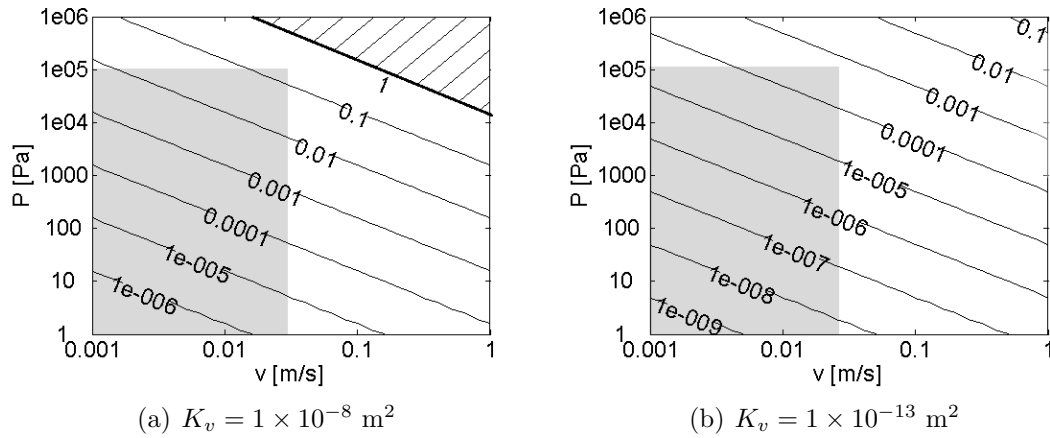 1e06
1e05
1e04
1000
100
10
1
P [Pa]
0.001
0.01
0.1
1
v [m/s]
1
0.1
0.01
0.001
0.0001
1e-005
1e-006
(a) K_v = 1 × 10^{-8} m^2
1e06
1e05
1e04
1000
100
10
1
P [Pa]
0.001
0.01
0.1
1
v [m/s]
0.1
0.01
0.001
0.0001
1e-005
1e-006
1e-007
1e-008
1e-009
(b) K_v = 1 × 10^{-13} m^2